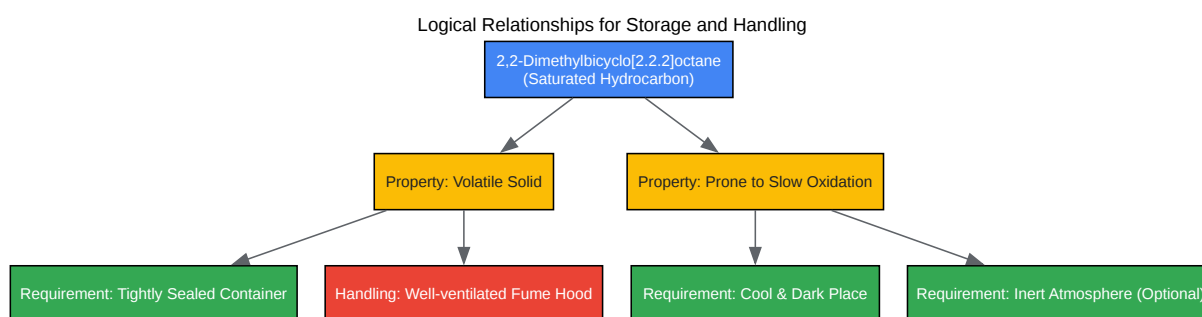 Logical Relationships for Storage and Handling
2,2-Dimethylbicyclo[2.2.2]octane
(Saturated Hydrocarbon)
Property: Volatile Solid
Property: Prone to Slow Oxidation
Requirement: Tightly Sealed Container
Handling: Well-ventilated Fume Hood
Requirement: Cool & Dark Place
Requirement: Inert Atmosphere (Optional)